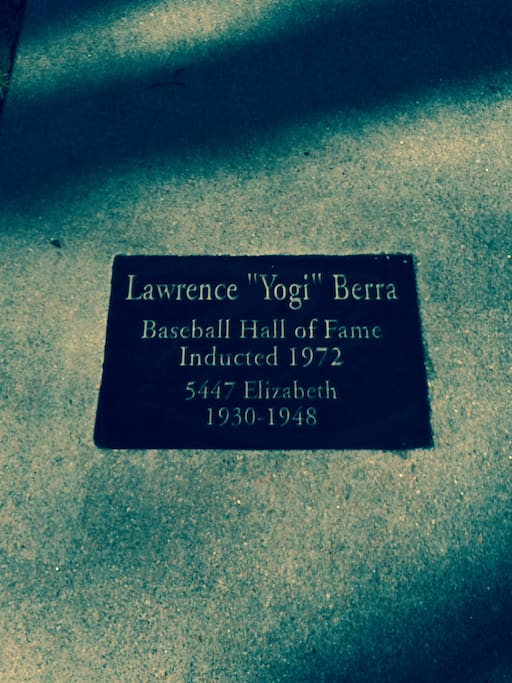 Lawrence "Yogi" Berra
Baseball Hall of Fame
Inducted 1972
5447 Elizabeth
1930-1948